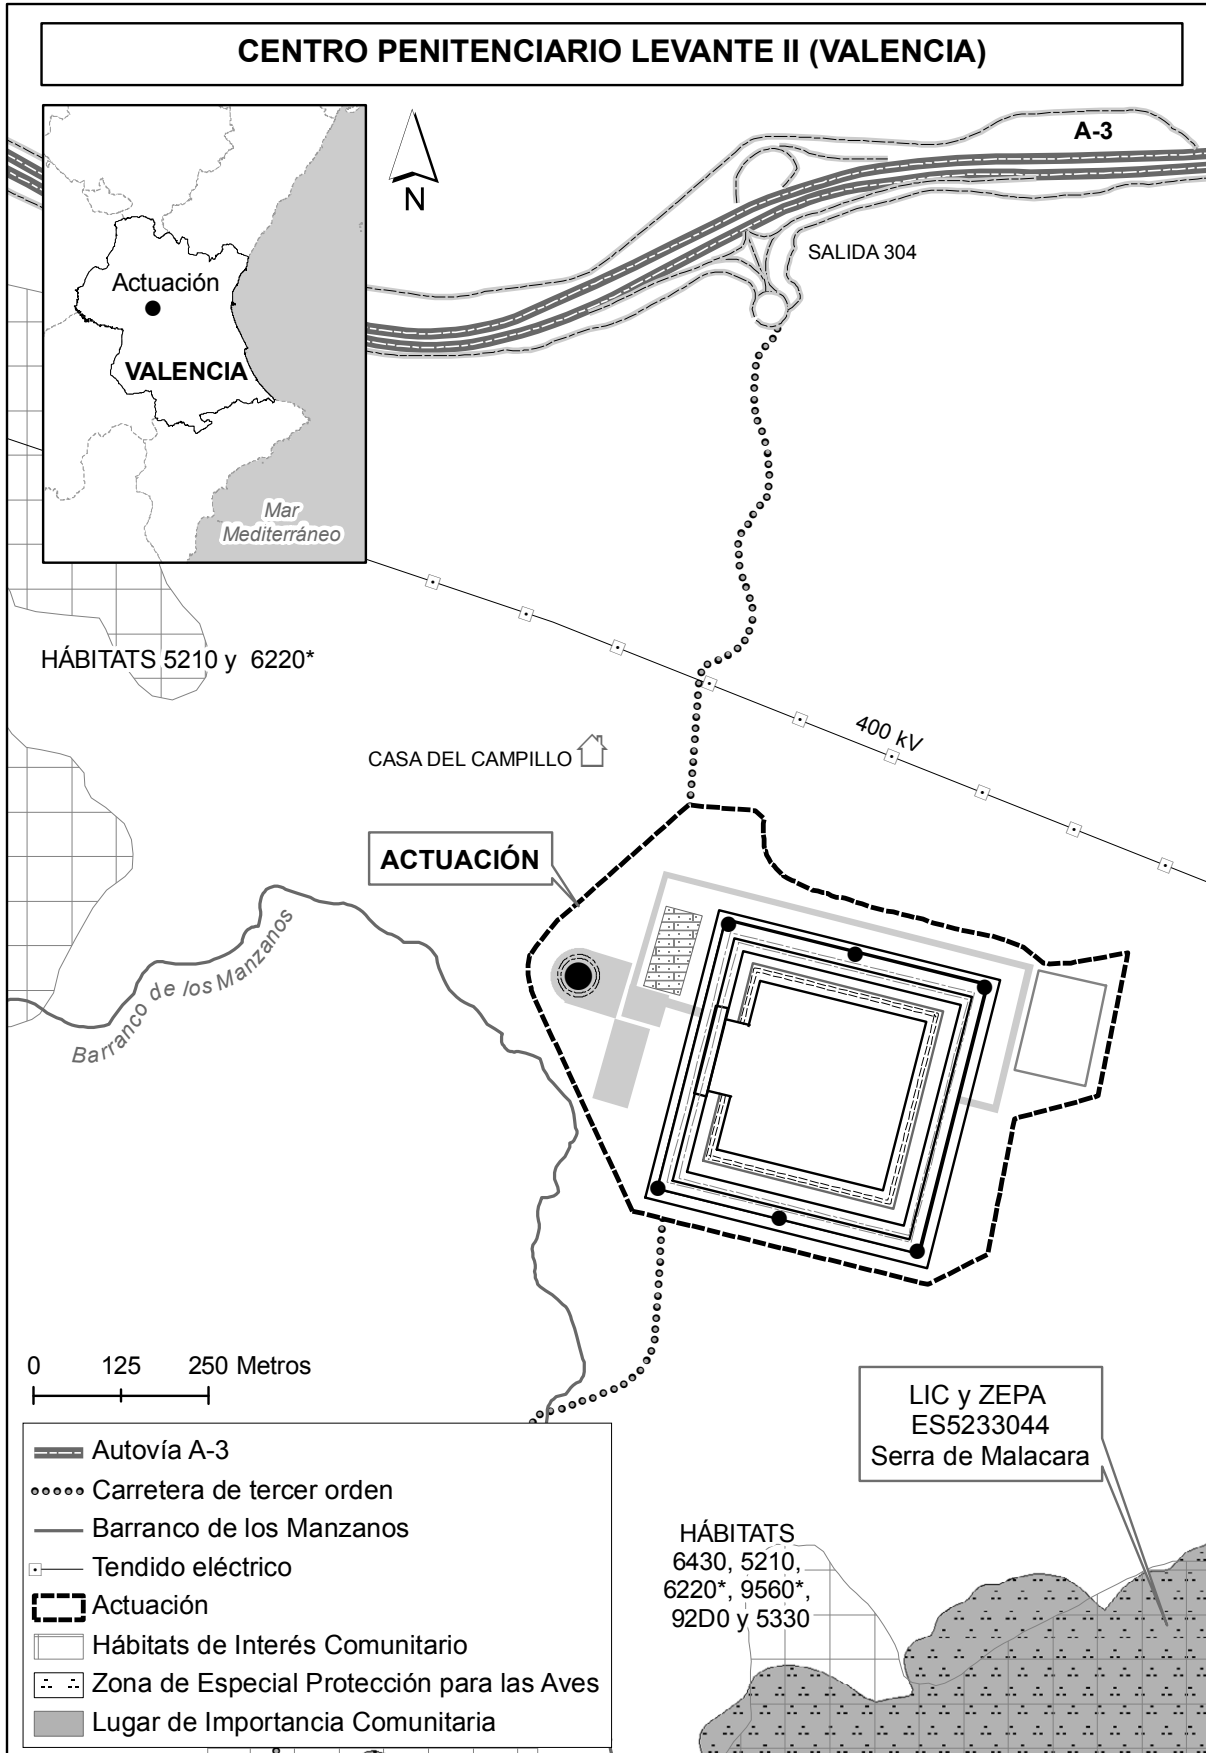 CENTRO PENITENCIARIO LEVANTE II (VALENCIA)
A-3
N
SALIDA 304
Actuación
VALENCIA
Mar
Mediterráneo
HÁBITATS 5210 y 6220*
400 kV
CASA DEL CAMPILLO
ACTUACIÓN
Barranco de los Manzanos
0 125 250 Metros
LIC y ZEPA
ES5233044
Serra de Malacara
HÁBITATS
6430, 5210,
6220*, 9560*,
92D0 y 5330
Autovía A-3
Carretera de tercer orden
Barranco de los Manzanos
Tendido eléctrico
Actuación
Hábitats de Interés Comunitario
Zona de Especial Protección para las Aves
Lugar de Importancia Comunitaria